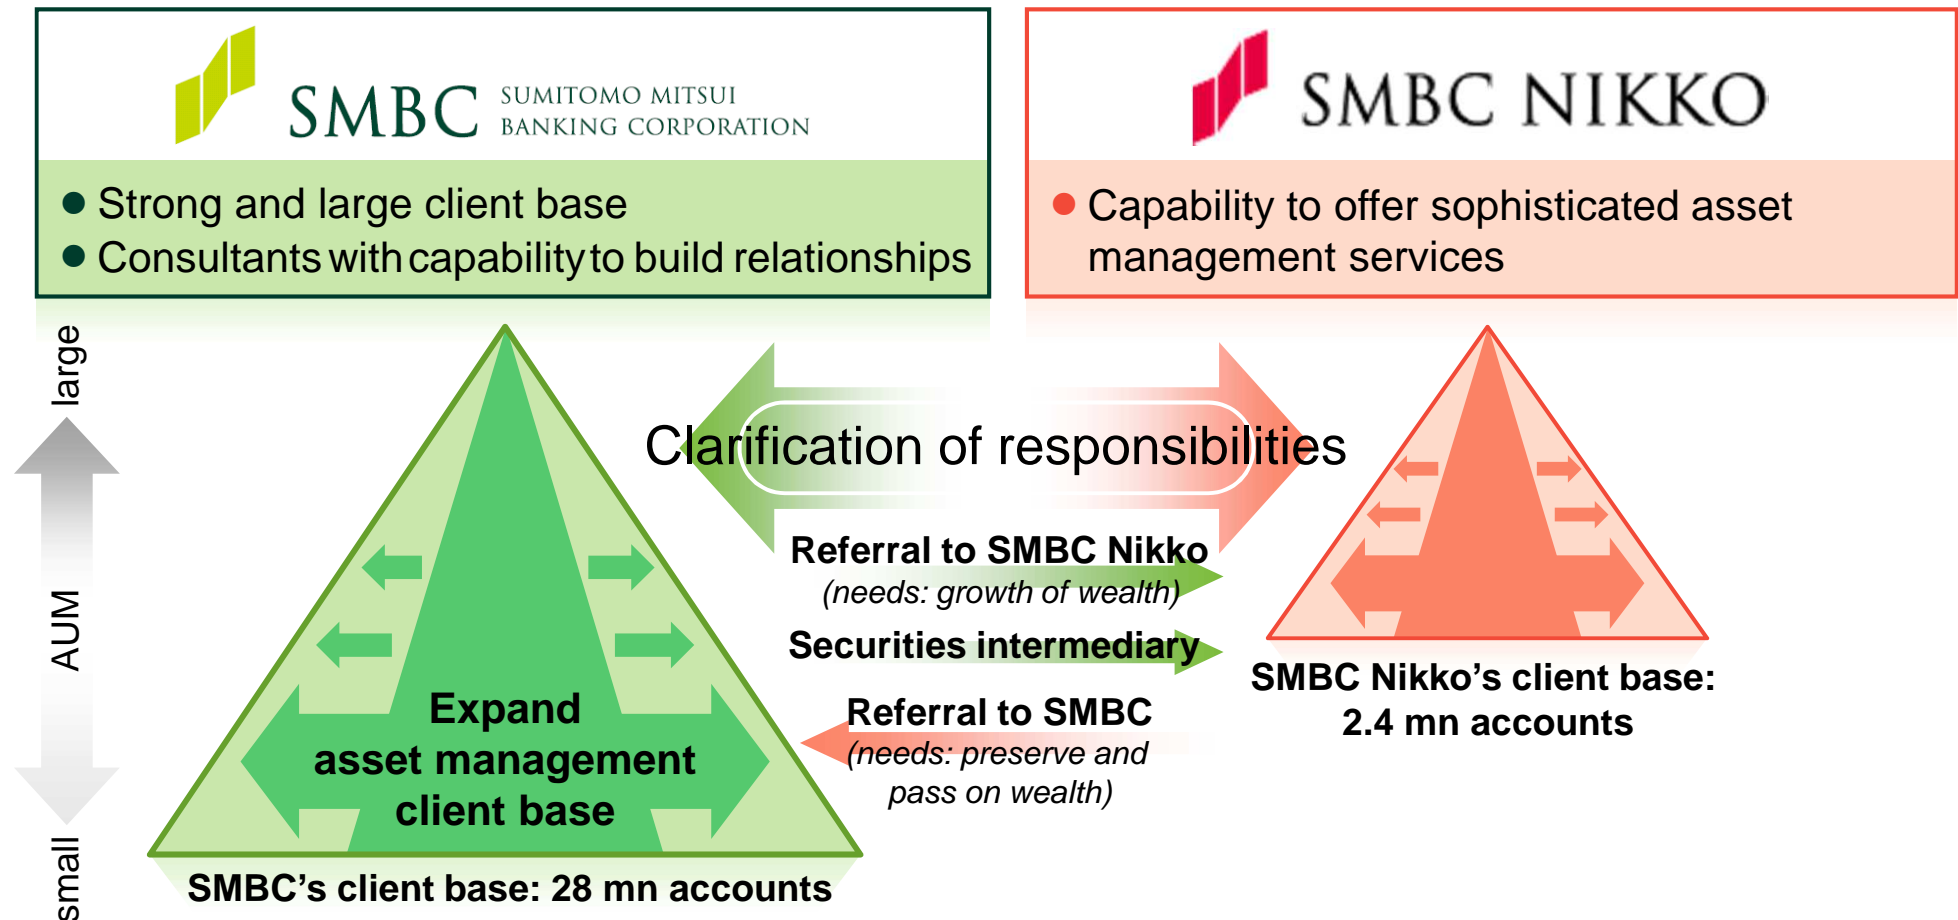 SMBC SUMITOMO MITSUI
BANKING CORPORATION
● Strong and large client base
● Consultants with capability to build relationships
SMBC NIKKO
● Capability to offer sophisticated asset
management services
large
AUM
small
Clarification of responsibilities
Referral to SMBC Nikko
(needs: growth of wealth)
Securities intermediary
Referral to SMBC
(needs: preserve and
pass on wealth)
Expand
asset management
client base
SMBC’s client base: 28 mn accounts
SMBC Nikko’s client base:
2.4 mn accounts